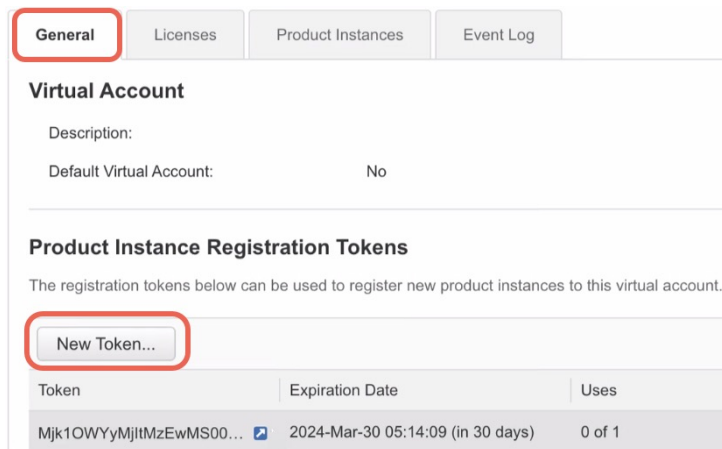 General Licenses Product Instances Event Log
Virtual Account
Description:
Default Virtual Account: No
Product Instance Registration Tokens
The registration tokens below can be used to register new product instances to this virtual account.
New Token...
Token Expiration Date Uses
Mjk1OWYyMjItMzEwMS00... 2024-Mar-30 05:14:09 (in 30 days) 0 of 1